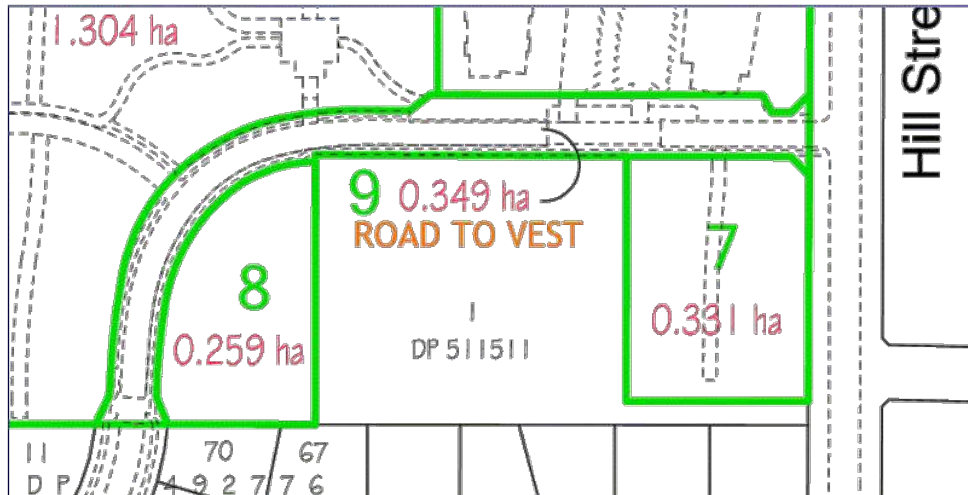 1.304 ha
Hill Stre
9 0.349 ha
ROAD TO VEST
7
8
1
0.331 ha
0.259 ha
DP 511511
11
70
67
D P
4 9 2 7 7 6